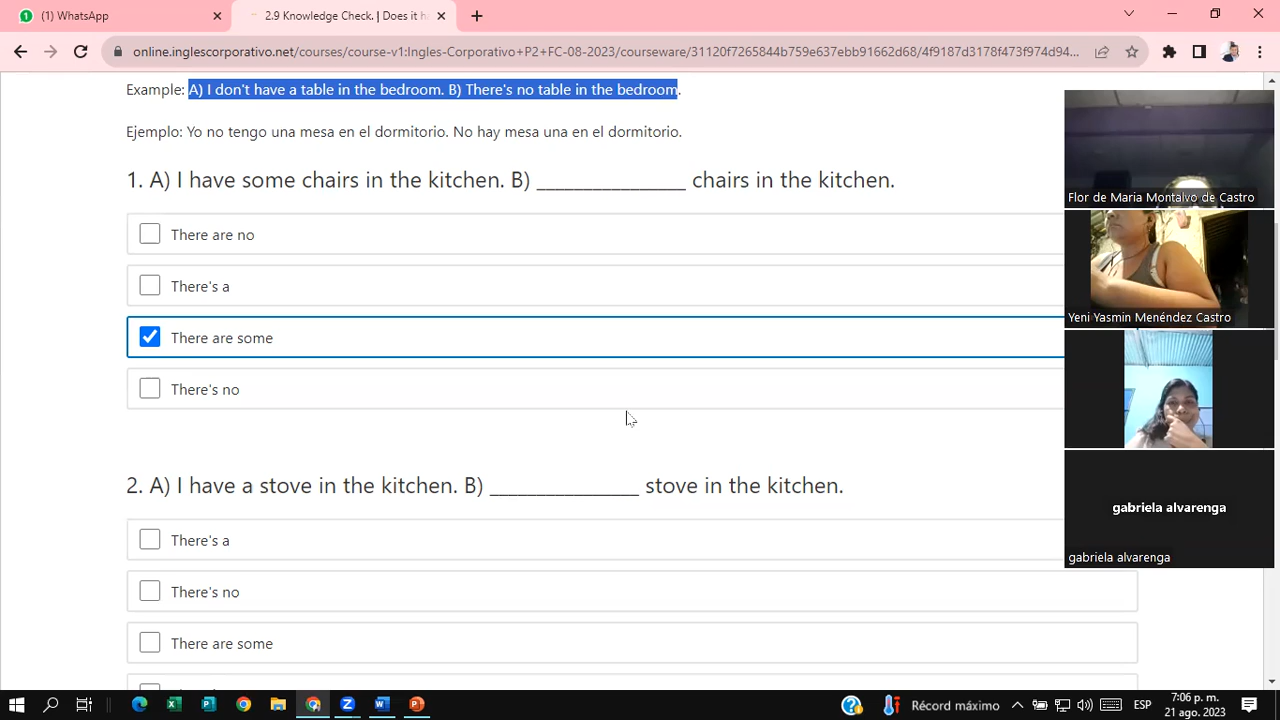 (1) WhatsApp
2.9 Knowledge Check. | Does it ha
online.inglescorporativo.net/courses/course-v1:Ingles-Corporativo+P2+FC-08-2023/courseware/31120f7265844b759e637ebb91662d68/4f9187d3178f473f974d94...
Example: A) I don't have a table in the bedroom. B) There's no table in the bedroom.
Ejemplo: Yo no tengo una mesa en el dormitorio. No hay mesa una en el dormitorio.
1. A) I have some chairs in the kitchen. B) ________________ chairs in the kitchen.
There are no
There's a
There are some
There's no
2. A) I have a stove in the kitchen. B) ________________ stove in the kitchen.
There's a
There's no
There are some
Flor de Maria Montalvo de Castro
Yeni Yasmin Menéndez Castro
gabriela alvarenga
gabriela alvarenga
Récord máximo
ESP
7:06 p. m.
21 ago. 2023